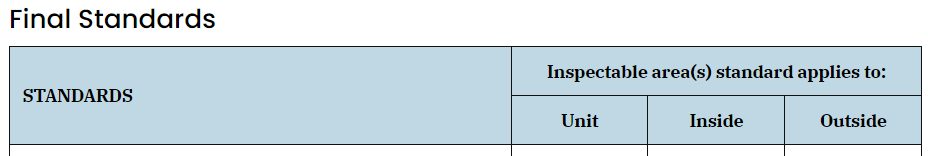 Final Standards
STANDARDS
Inspectable area(s) standard applies to:
Unit Inside Outside